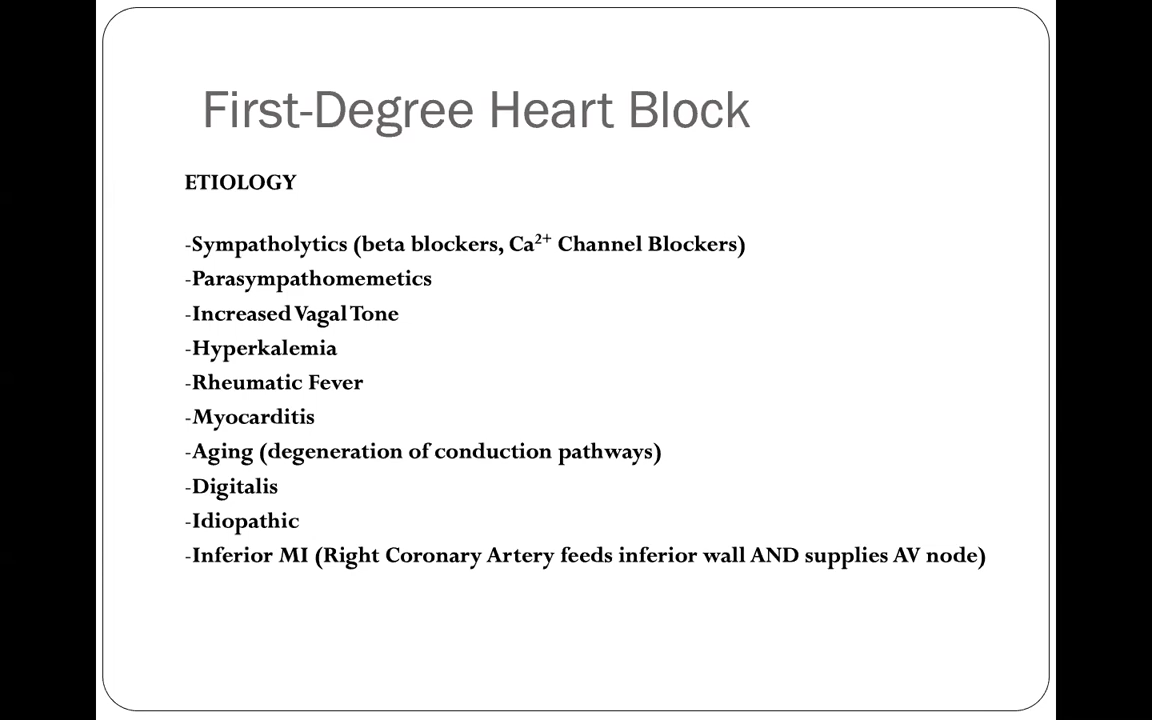 First-Degree Heart Block
ETIOLOGY
-Sympatholytics (beta blockers, Ca²⁺ Channel Blockers)
-Parasympathomemetics
-Increased Vagal Tone
-Hyperkalemia
-Rheumatic Fever
-Myocarditis
-Aging (degeneration of conduction pathways)
-Digitalis
-Idiopathic
-Inferior MI (Right Coronary Artery feeds inferior wall AND supplies AV node)